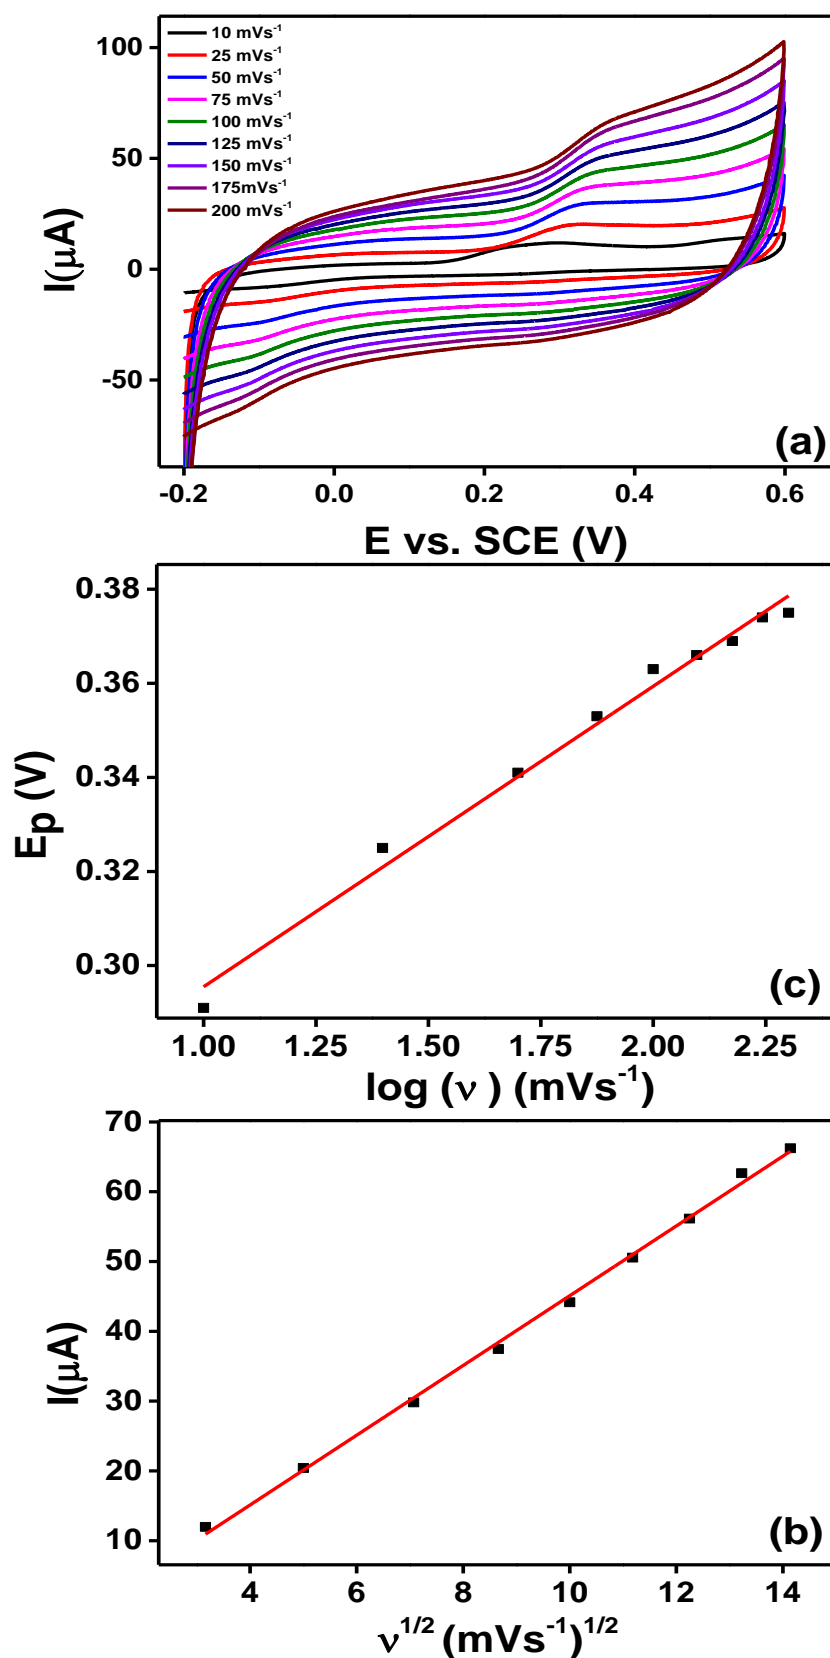 100
50
0
-50
I(μA)
10 mVs-1
25 mVs-1
50 mVs-1
75 mVs-1
100 mVs-1
125 mVs-1
150 mVs-1
175mVs-1
200 mVs-1
(a)
-0.2 0.0 0.2 0.4 0.6
E vs. SCE (V)
0.38
0.36
0.34
0.32
0.30
Ep (V)
(c)
1.00 1.25 1.50 1.75 2.00 2.25
log (ν ) (mVs-1)
70
60
50
40
30
20
10
I(μA)
(b)
4 6 8 10 12 14
ν1/2 (mVs-1)1/2